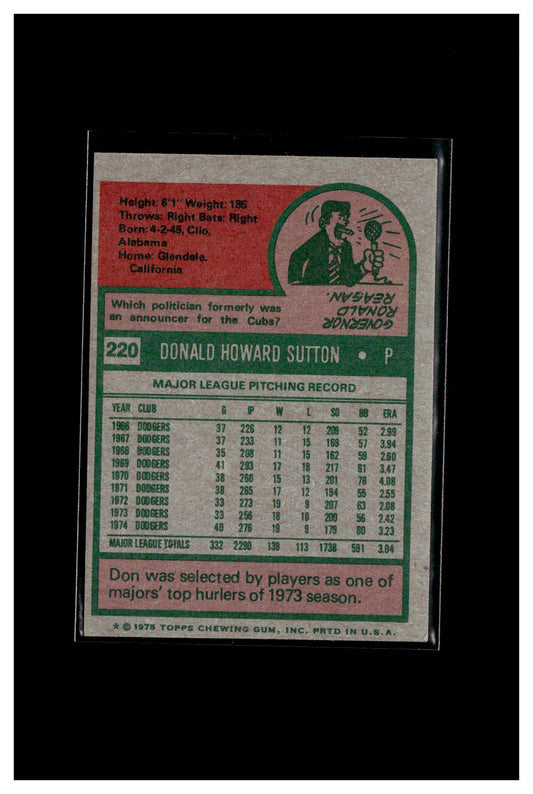 Height: 6'1" Weight: 185
Throws: Right Bats: Right
Born: 4-2-45, Clio,
Alabama
Home: Glendale,
California
Which politician formerly was
an announcer for the Cubs?
GOVERNOR
RONALD
REAGAN.
220 DONALD HOWARD SUTTON • P
MAJOR LEAGUE PITCHING RECORD
YEAR CLUB G IP W L SO BB ERA
1966 DODGERS 37 226 12 12 209 52 2.99
1967 DODGERS 37 233 11 15 169 57 3.94
1968 DODGERS 35 208 11 15 162 59 2.60
1969 DODGERS 41 293 17 18 217 91 3.47
1970 DODGERS 38 260 15 13 201 78 4.08
1971 DODGERS 38 265 17 12 194 55 2.55
1972 DODGERS 33 273 19 9 207 63 2.08
1973 DODGERS 33 256 18 10 200 56 2.42
1974 DODGERS 40 276 19 9 179 80 3.23
MAJOR LEAGUE TOTALS 332 2290 139 113 1738 591 3.04
Don was selected by players as one of
majors' top hurlers of 1973 season.
* © 1975 TOPPS CHEWING GUM, INC. PRTD IN U.S.A.